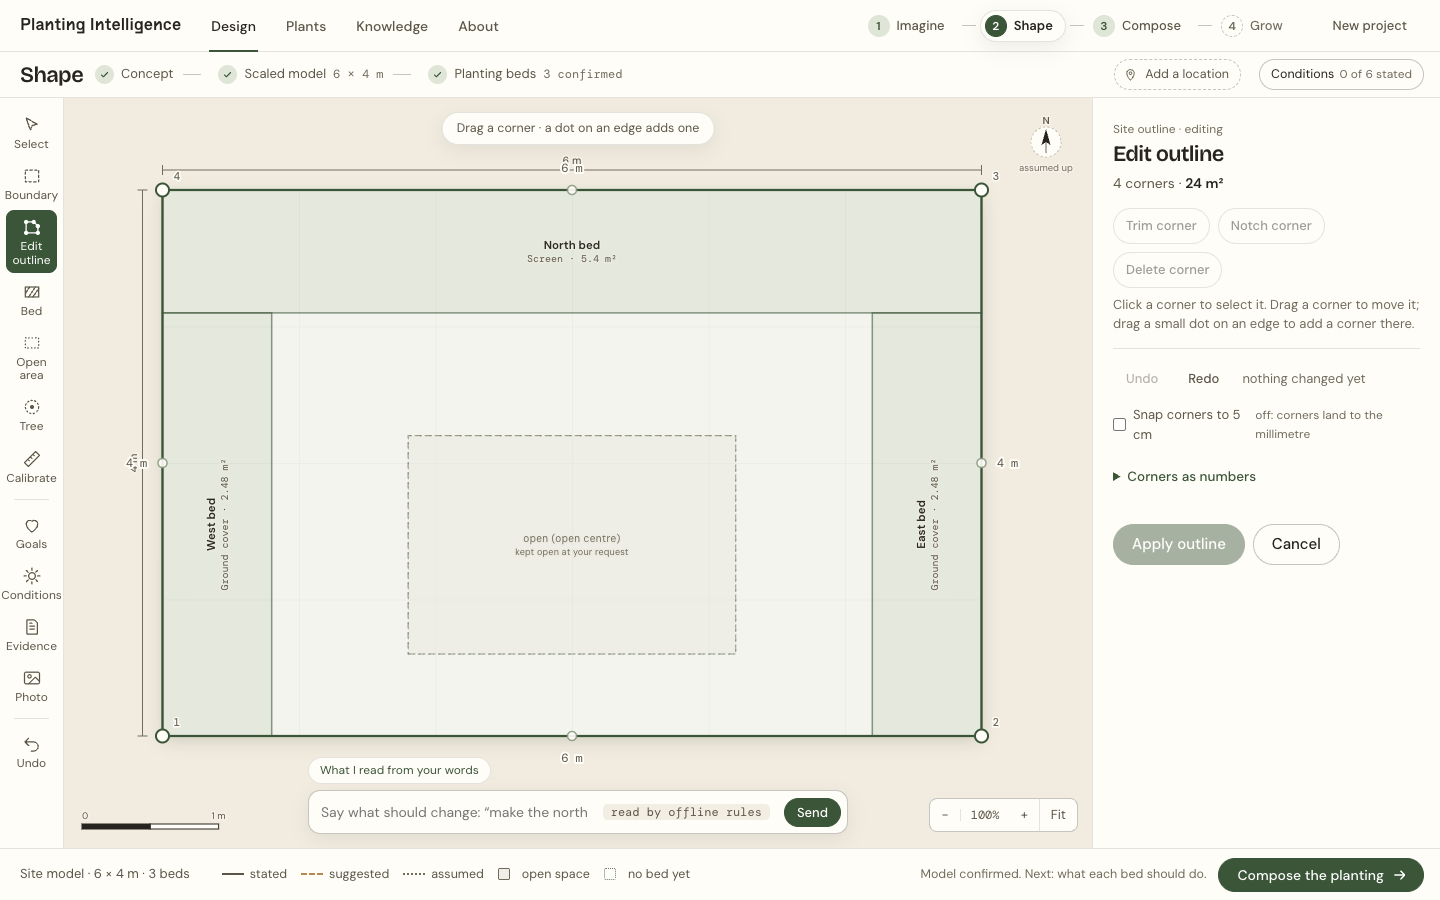 Planting Intelligence
Design
Plants
Knowledge
About
1 Imagine
2 Shape
3 Compose
4 Grow
New project
Shape
Concept
Scaled model 6 × 4 m
Planting beds 3 confirmed
Add a location
Conditions 0 of 6 stated
Select
Boundary
Edit
outline
Bed
Open
area
Tree
Calibrate
Goals
Conditions
Evidence
Photo
Undo
Drag a corner · a dot on an edge adds one
N
assumed up
6 m
6 m
4
3
North bed
Screen · 5.4 m²
4 m
4 m
West bed
Ground cover · 2.48 m²
open (open centre)
kept open at your request
East bed
Ground cover · 2.48 m²
1
2
6 m
What I read from your words
Say what should change: “make the north
read by offline rules
Send
0
1 m
− 100% + Fit
Site outline · editing
Edit outline
4 corners · 24 m²
Trim corner
Notch corner
Delete corner
Click a corner to select it. Drag a corner to move it;
drag a small dot on an edge to add a corner there.
Undo
Redo
nothing changed yet
Snap corners to 5
cm
off: corners land to the
millimetre
Corners as numbers
Apply outline
Cancel
Site model · 6 × 4 m · 3 beds
stated
suggested
assumed
open space
no bed yet
Model confirmed. Next: what each bed should do.
Compose the planting →